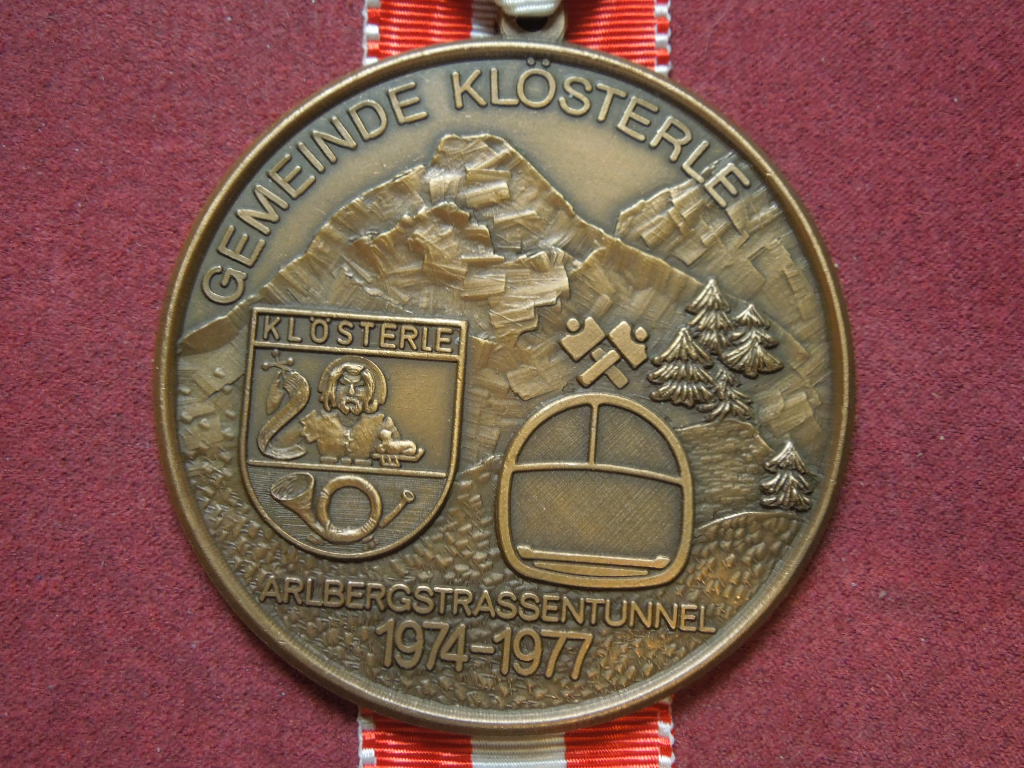 GEMEINDE KLÖSTERLE
KLÖSTERLE
ARLBERGSTRASSENTUNNEL
1974-1977